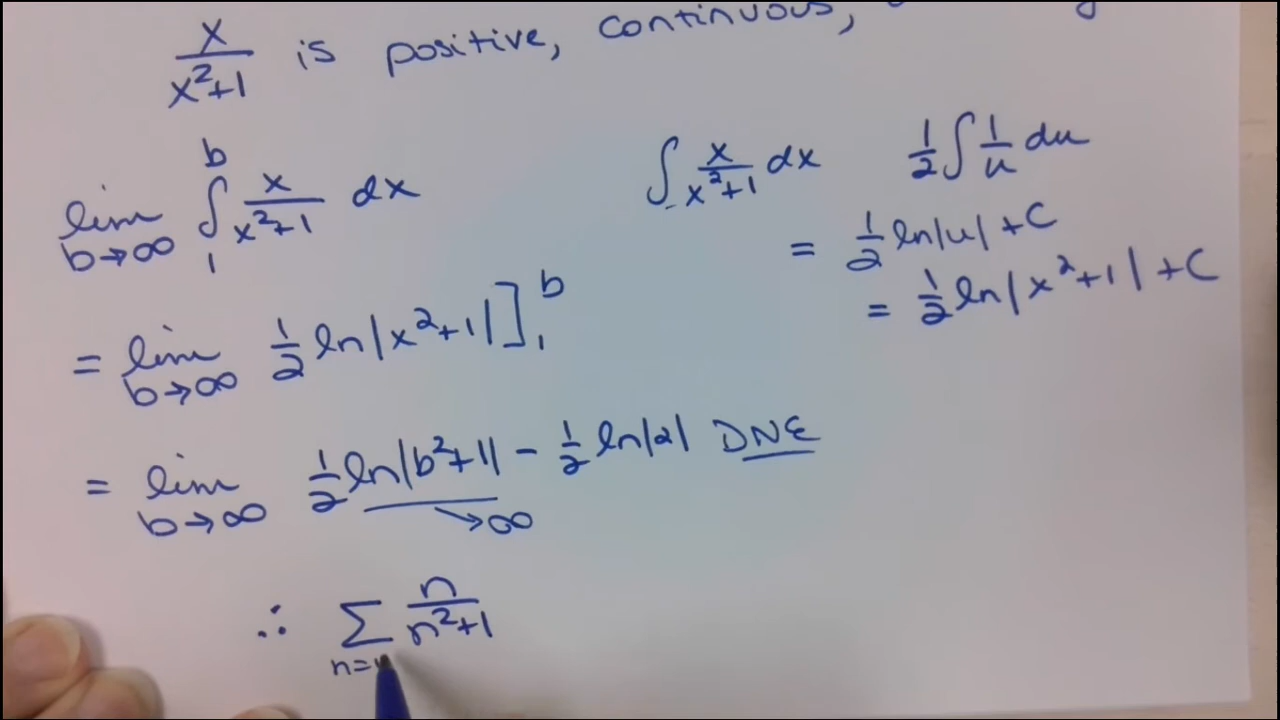 x/(x²+1) is positive, continuous,
lim b→∞ ∫₁ᵇ x/(x²+1) dx
∫ x/(x²+1) dx   ½ ∫ 1/u du
= ½ ln|u| + C
= ½ ln|x²+1| + C
= lim b→∞ ½ ln|x²+1| ]₁ᵇ
= lim b→∞ ½ ln|b²+1| - ½ ln|2| DNE
→∞
∴ ∑ n/(n²+1)
n=